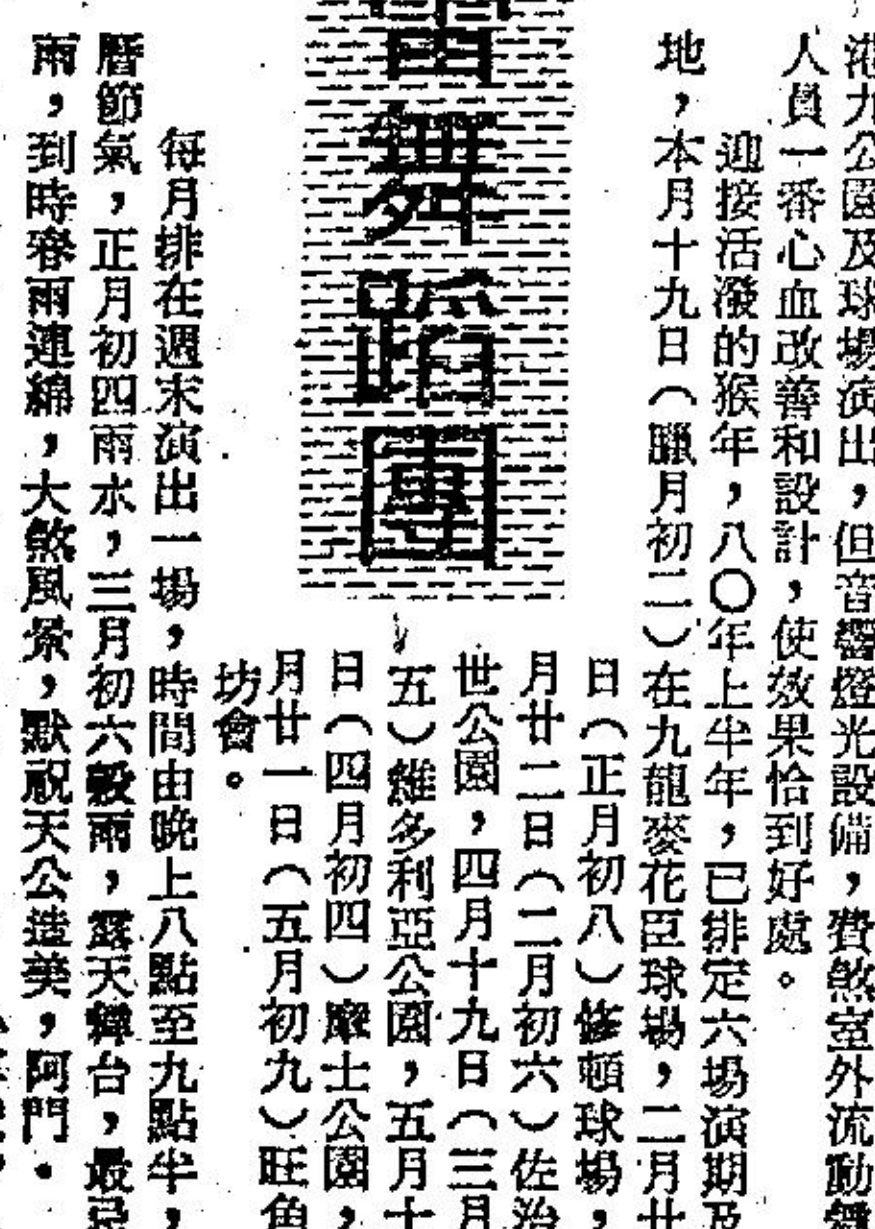 港九公園及球場演出，但音響燈光設備，費煞室外流動舞
人員一番心血改善和設計，使效果恰到好處。
迎接活潑的猴年，八〇年上半年，已排定六場演期及
地，本月十九日（臘月初二）在九龍麥花臣球場，二月廿
日（正月初八）修頓球場，
月廿二日（二月初六）佐治
世公園，四月十九日（三月
五）維多利亞公園，五月十
日（四月初四）摩士公園，
月廿一日（五月初九）旺角
坊會。
舞蹈團
每月排在週末演出一場，時間由晚上八點至九點半，
曆節氣，正月初四雨水，三月初六穀雨，露天舞台，最忌
雨，到時春雨連綿，大煞風景，默祝天公造美，阿門。